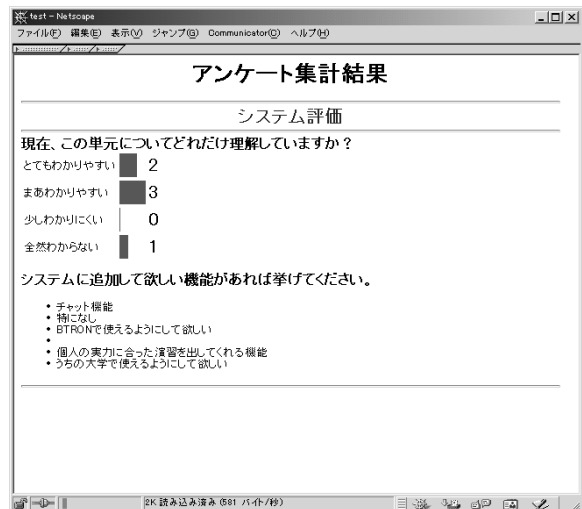 test - Netscape
ファイル(F) 編集(E) 表示(V) ジャンプ(G) Communicator(C) ヘルプ(H)
アンケート集計結果
システム評価
現在、この単元についてどれだけ理解していますか？
とてもわかりやすい 2
まあわかりやすい 3
少しわかりにくい 0
全然わからない 1
システムに追加して欲しい機能があれば挙げてください。
• チャット機能
• 特になし
• BTRONで使えるようにして欲しい
•
• 個人の実力に合った演習を出してくれる機能
• うちの大学で使えるようにして欲しい
2K 読み込み済み (581 バイト/秒)